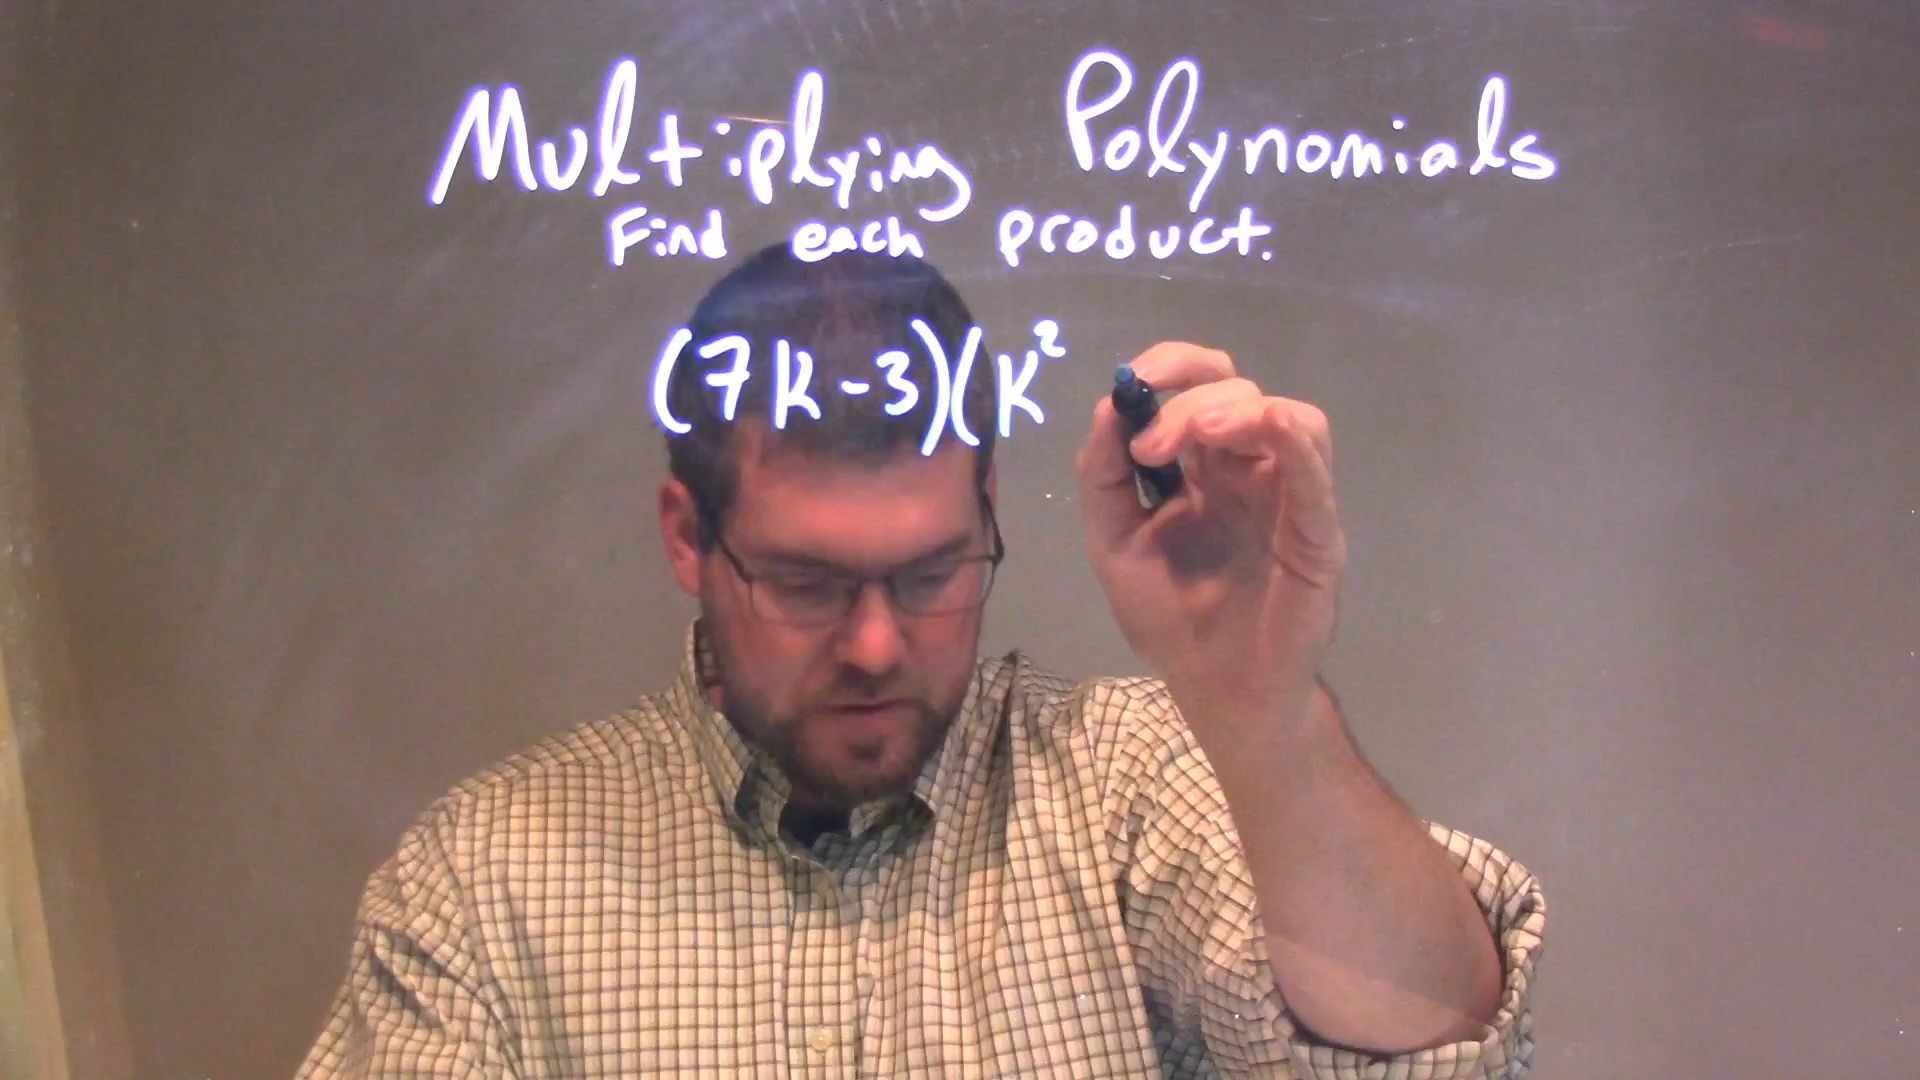 Multiplying Polynomials
Find each product.
(7k-3)(k²